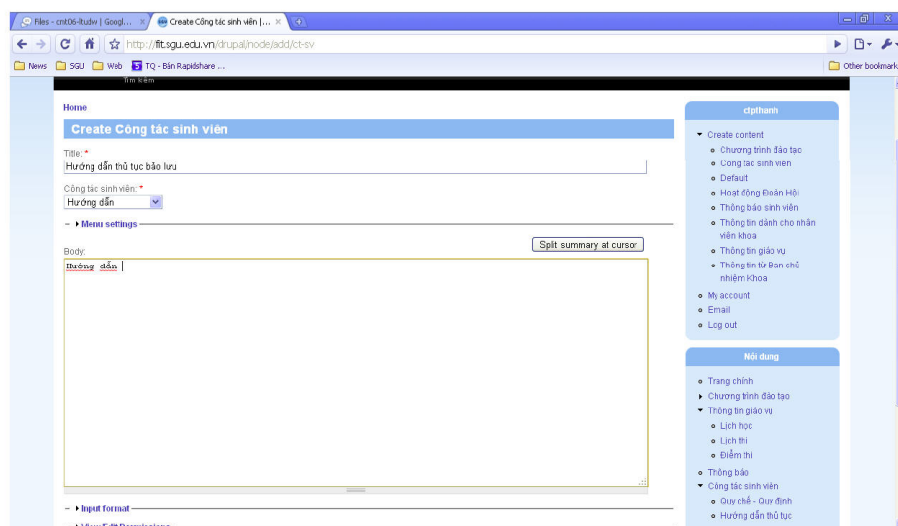 Files - cnt06-ltudw | Googl...
Create Công tác sinh viên |...
http://fit.sgu.edu.vn/drupal/node/add/ct-sv
News
SGU
Web
TQ - Bản Rapidshare ...
Other bookmark
Tìm kiếm
Home
Create Công tác sinh viên
Title: *
Hướng dẫn thủ tục bảo lưu
Công tác sinh viên: *
Hướng dẫn
Menu settings
Split summary at cursor
Body:
Hướng dẫn
Input format
View Edit Permissions
ctpthanh
Create content
Chương trình đào tạo
Công tác sinh viên
Default
Hoạt động Đoàn Hội
Thông báo sinh viên
Thông tin dành cho nhân
viên khoa
Thông tin giáo vụ
Thông tin từ Ban chủ
nhiệm Khoa
My account
Email
Log out
Nội dung
Trang chính
Chương trình đào tạo
Thông tin giáo vụ
Lịch học
Lịch thi
Điểm thi
Thông báo
Công tác sinh viên
Quy chế - Quy định
Hướng dẫn thủ tục